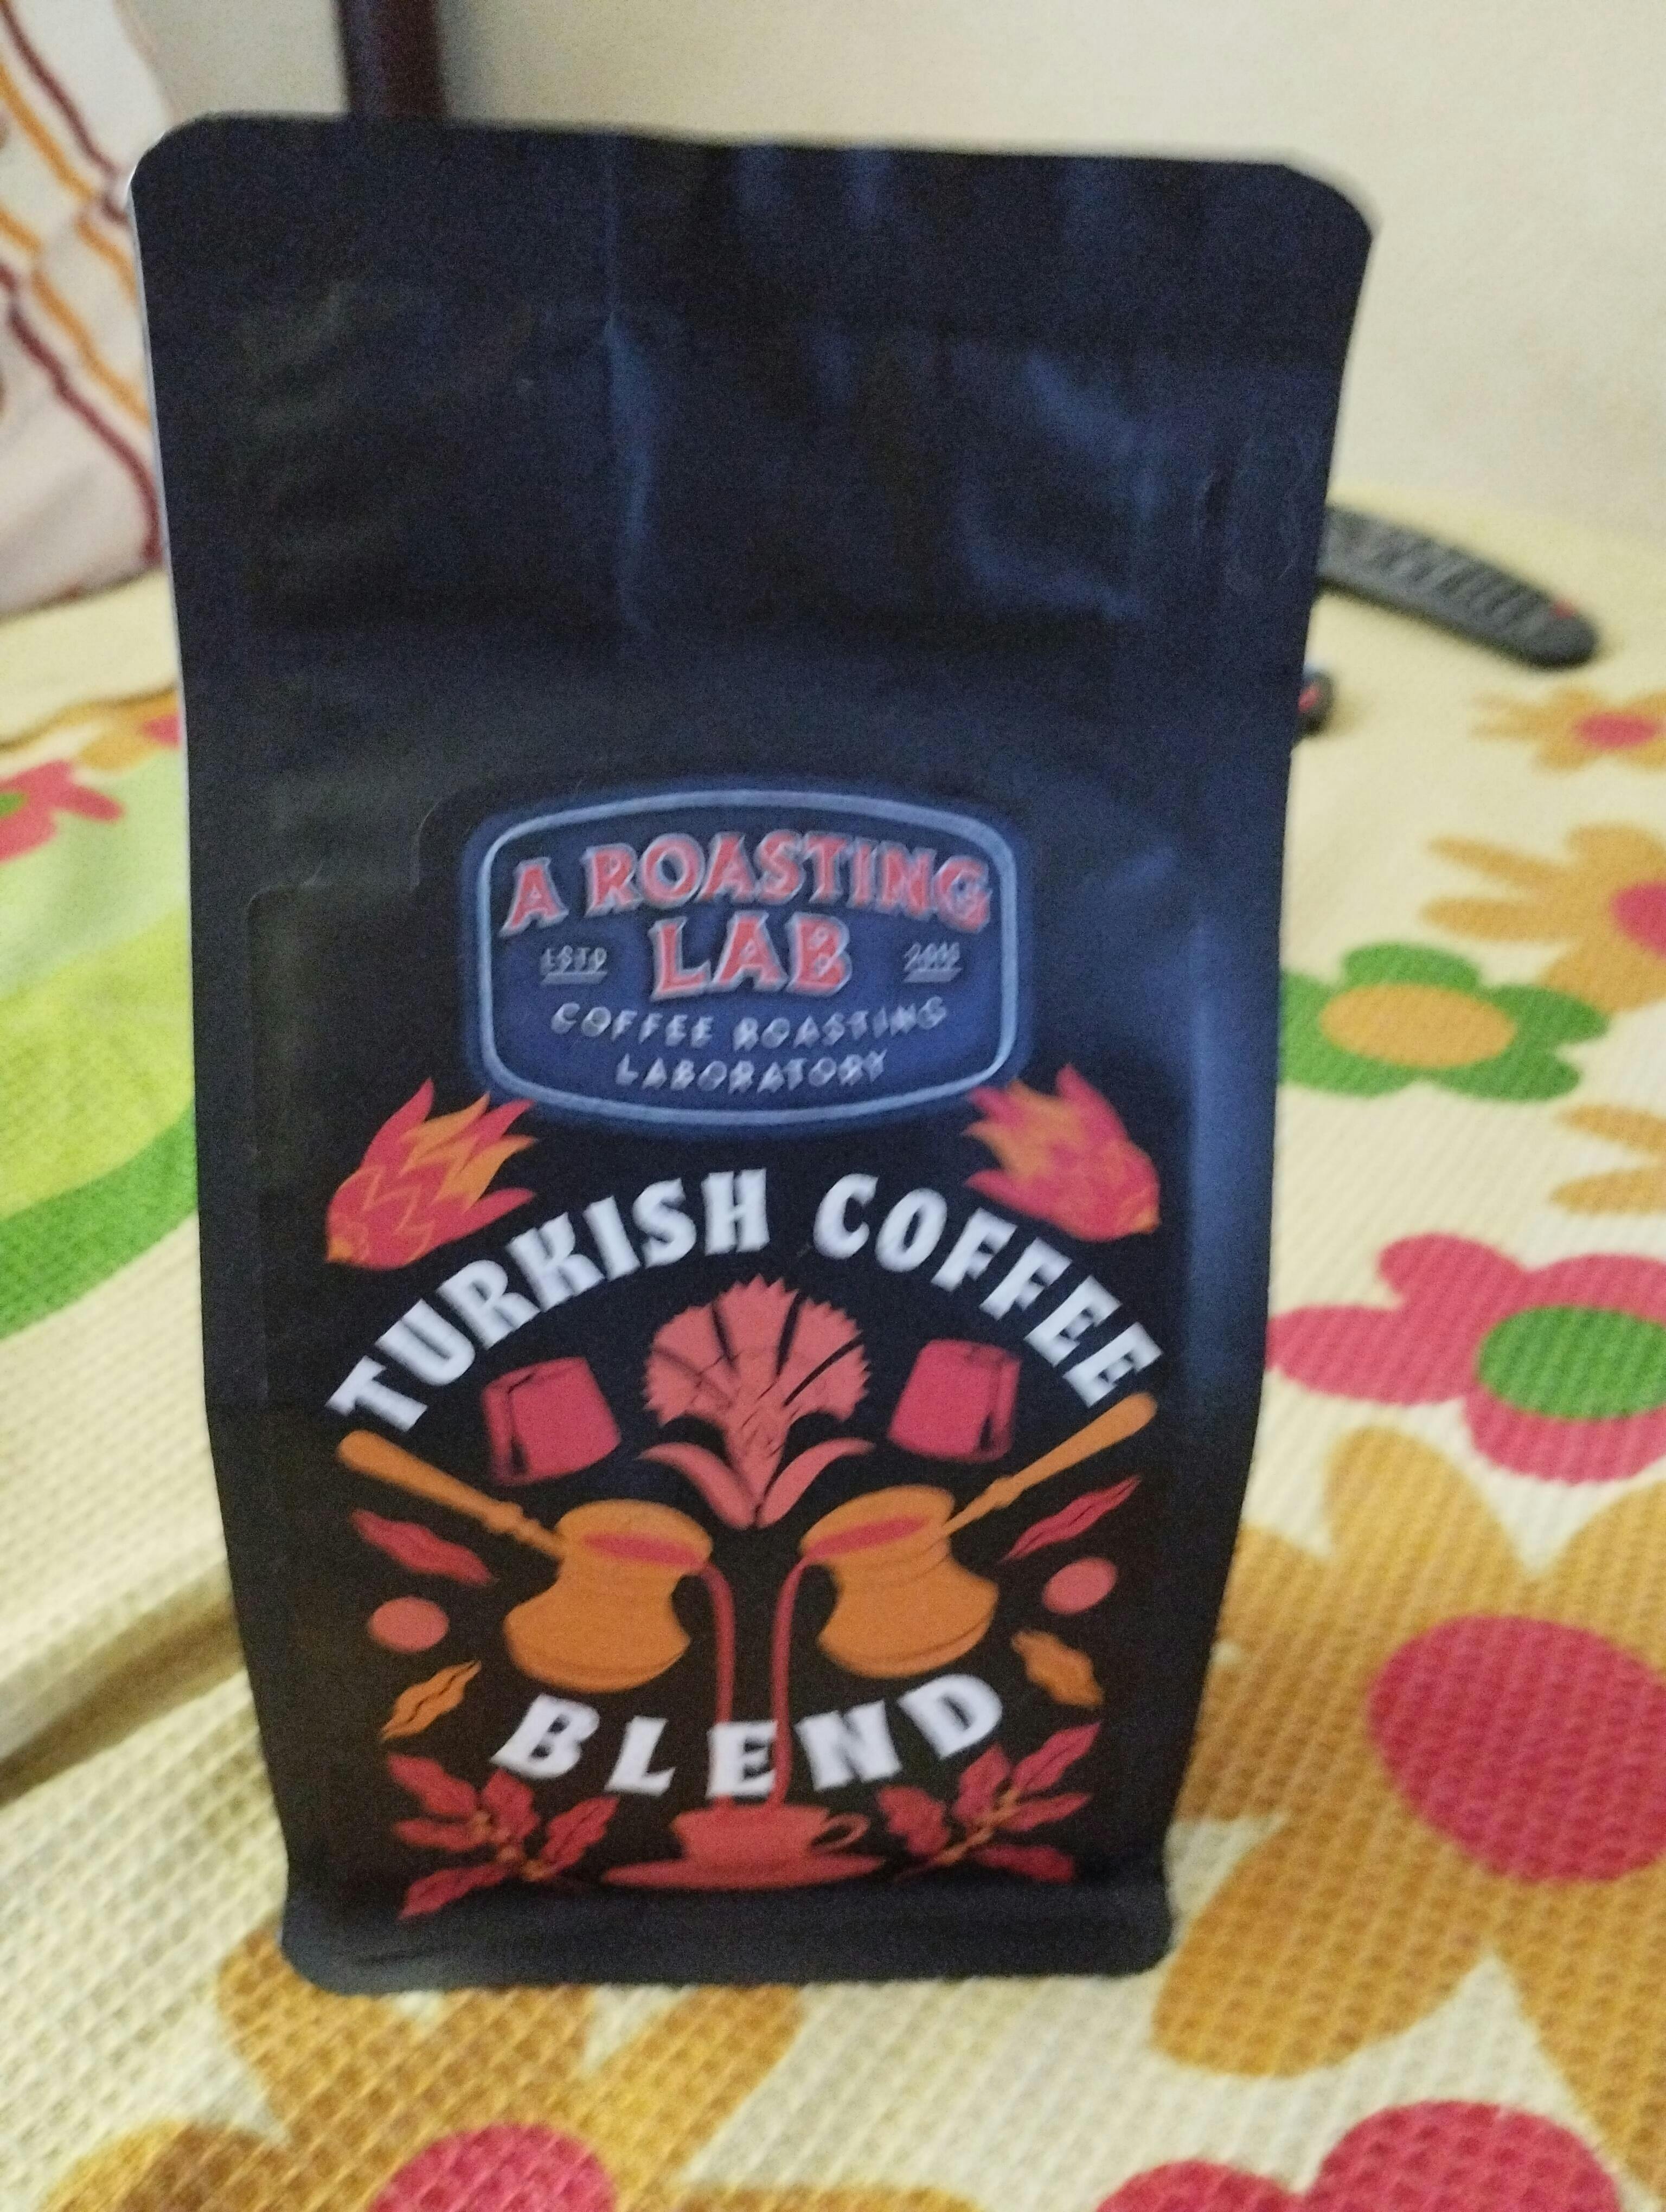 A ROASTING
LAB
ESTD
COFFEE ROASTING
LABORATORY
TURKISH COFFEE
BLEND